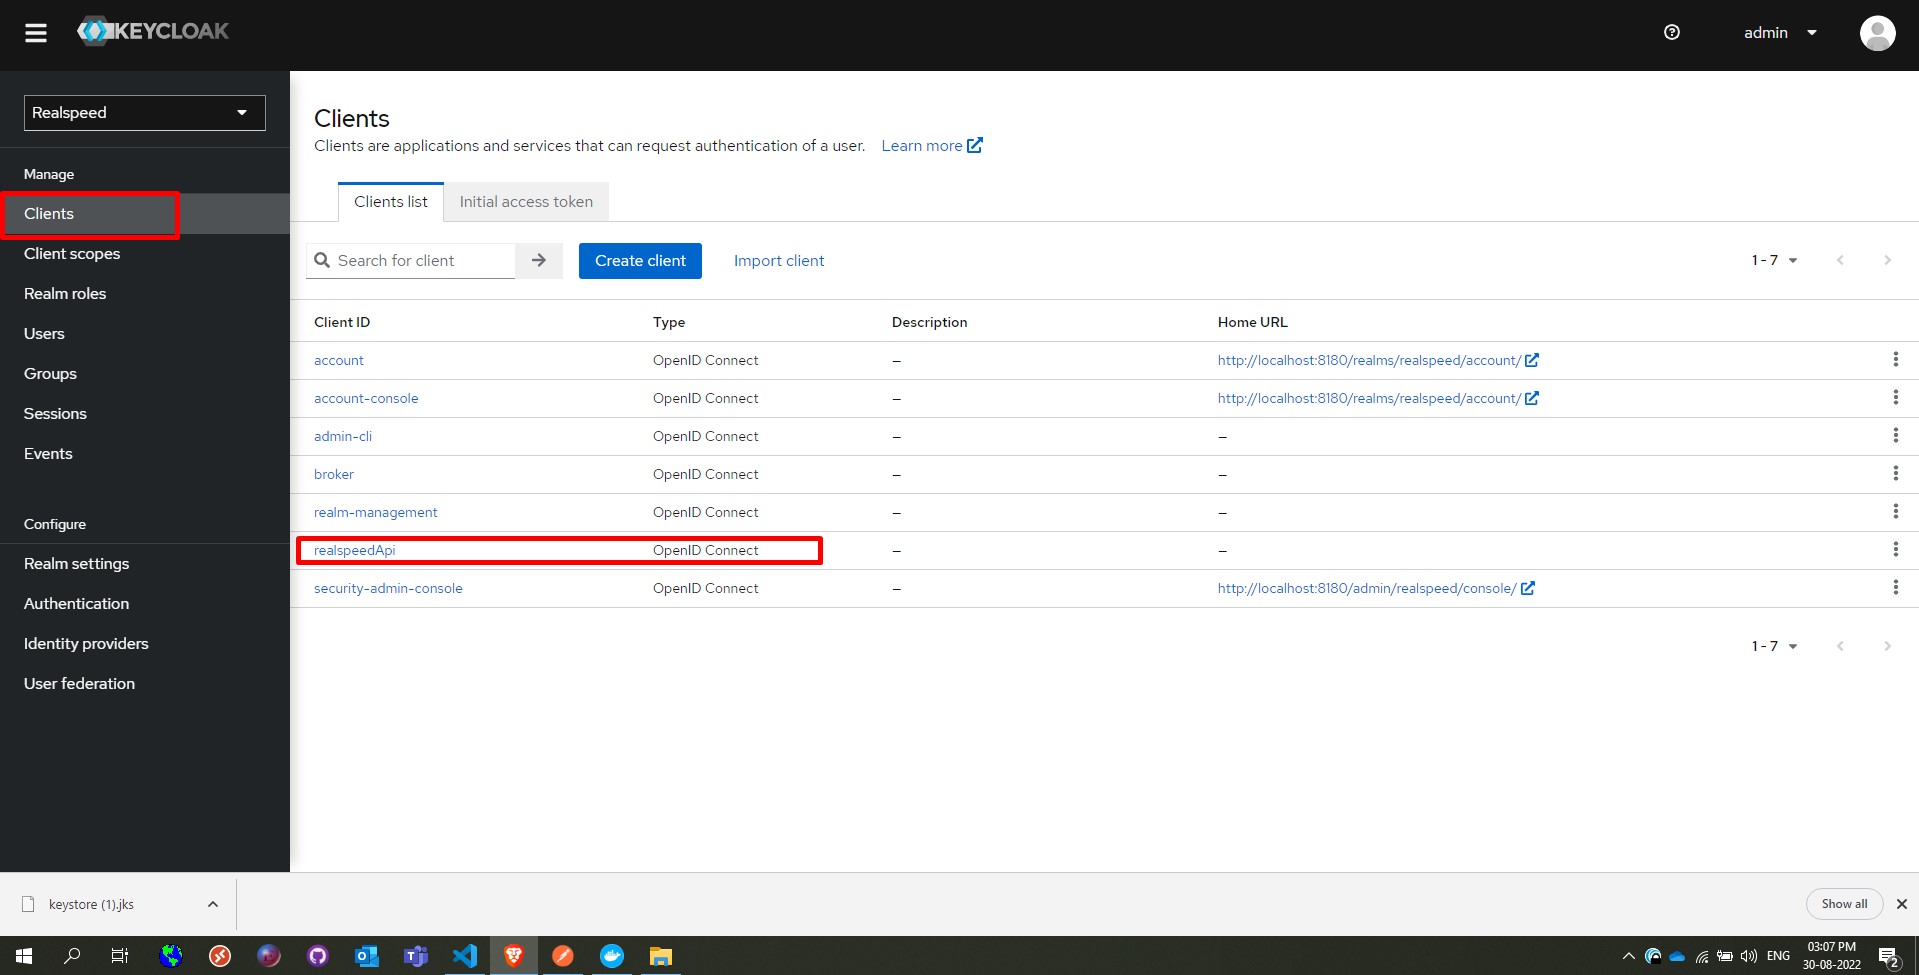 KEYCLOAK
admin
Realspeed
Manage
Clients
Client scopes
Realm roles
Users
Groups
Sessions
Events
Configure
Realm settings
Authentication
Identity providers
User federation
Clients
Clients are applications and services that can request authentication of a user. Learn more
Clients list Initial access token
Search for client Create client Import client 1 - 7
Client ID Type Description Home URL
account OpenID Connect – http://localhost:8180/realms/realspeed/account/
account-console OpenID Connect – http://localhost:8180/realms/realspeed/account/
admin-cli OpenID Connect – –
broker OpenID Connect – –
realm-management OpenID Connect – –
realspeedApi OpenID Connect – –
security-admin-console OpenID Connect – http://localhost:8180/admin/realspeed/console/
1 - 7
keystore (1).jks Show all
ENG 03:07 PM
30-08-2022 2